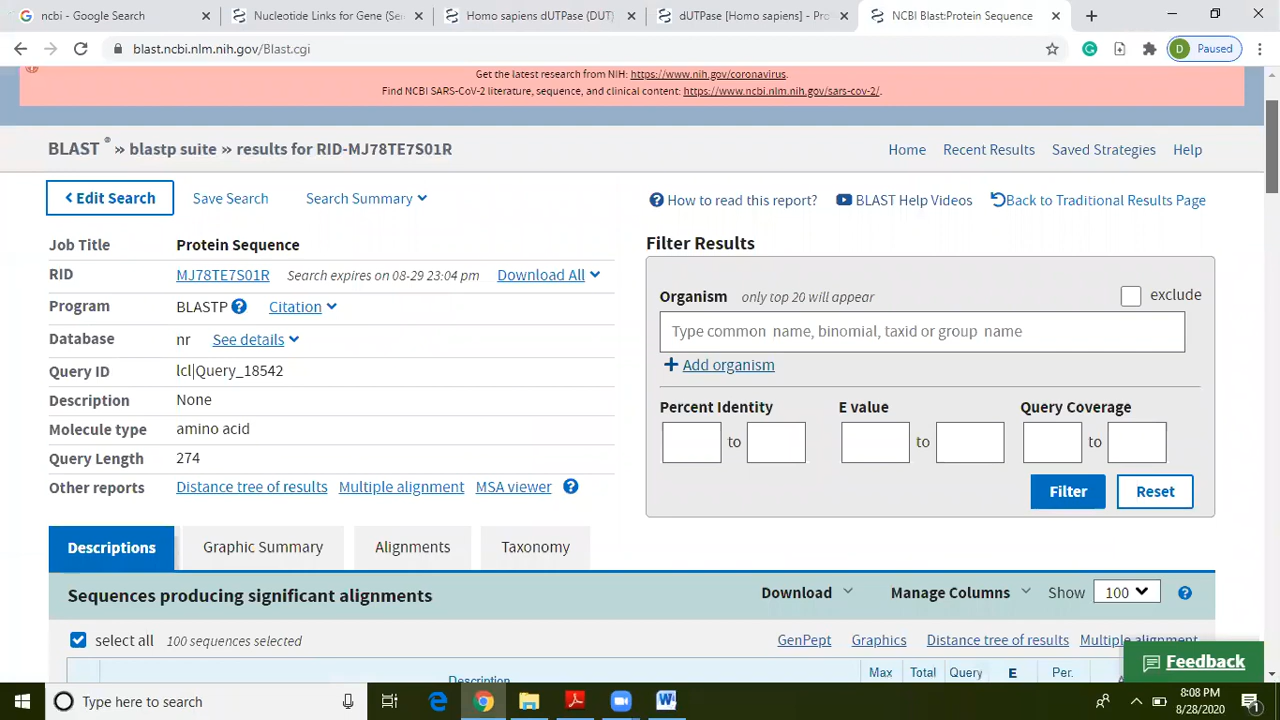 ncbi - Google Search
Nucleotide Links for Gene (Sel
Homo sapiens dUTPase (DUT)
dUTPase [Homo sapiens] - Pro
NCBI Blast:Protein Sequence
blast.ncbi.nlm.nih.gov/Blast.cgi
D Paused
Get the latest research from NIH: https://www.nih.gov/coronavirus.
Find NCBI SARS-CoV-2 literature, sequence, and clinical content: https://www.ncbi.nlm.nih.gov/sars-cov-2/.
BLAST ® » blastp suite » results for RID-MJ78TE7S01R
Home Recent Results Saved Strategies Help
< Edit Search Save Search Search Summary
How to read this report? BLAST Help Videos Back to Traditional Results Page
Job Title Protein Sequence
RID MJ78TE7S01R Search expires on 08-29 23:04 pm Download All
Program BLASTP ? Citation
Database nr See details
Query ID lcl|Query_18542
Description None
Molecule type amino acid
Query Length 274
Other reports Distance tree of results Multiple alignment MSA viewer ?
Filter Results
Organism only top 20 will appear exclude
Type common name, binomial, taxid or group name
+ Add organism
Percent Identity E value Query Coverage
to to to
Filter Reset
Descriptions Graphic Summary Alignments Taxonomy
Sequences producing significant alignments Download Manage Columns Show 100 ?
select all 100 sequences selected GenPept Graphics Distance tree of results Multiple alignment
Description Max Total Query E Per.
Feedback
Type here to search
8:08 PM
8/28/2020
1